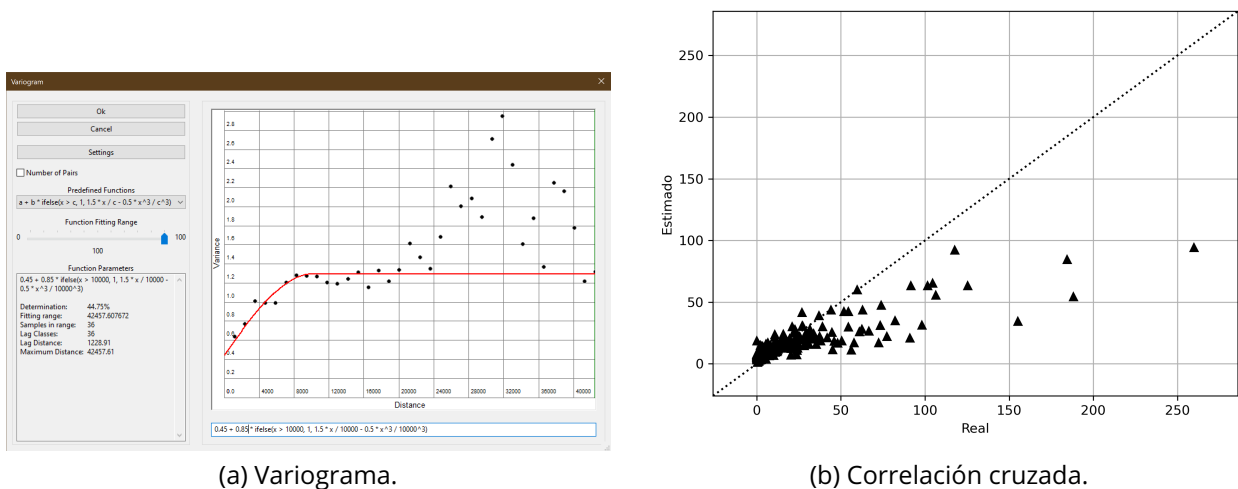 Variogram
Ok
Cancel
Settings
Number of Pairs
Predefined Functions
a + b * ifelse(x > c, 1, 1.5 * x / c - 0.5 * x^3 / c^3)
Function Fitting Range
0 100
100
Function Parameters
0.45 + 0.85 * ifelse(x > 10000, 1, 1.5 * x / 10000 -
0.5 * x^3 / 10000^3)
Determination: 44.75%
Fitting range: 42457.607672
Samples in range: 36
Lag Classes: 36
Lag Distance: 1228.91
Maximum Distance: 42457.61
Variance
2.8
2.6
2.4
2.2
2.0
1.8
1.6
1.4
1.2
1.0
0.8
0.6
0.4
0.2
0.0 4000 8000 12000 16000 20000 24000 28000 32000 36000 40000
Distance
0.45 + 0.85 * ifelse(x > 10000, 1, 1.5 * x / 10000 - 0.5 * x^3 / 10000^3)
(a) Variograma.
Estimado
250
200
150
100
50
0
0 50 100 150 200 250
Real
(b) Correlación cruzada.